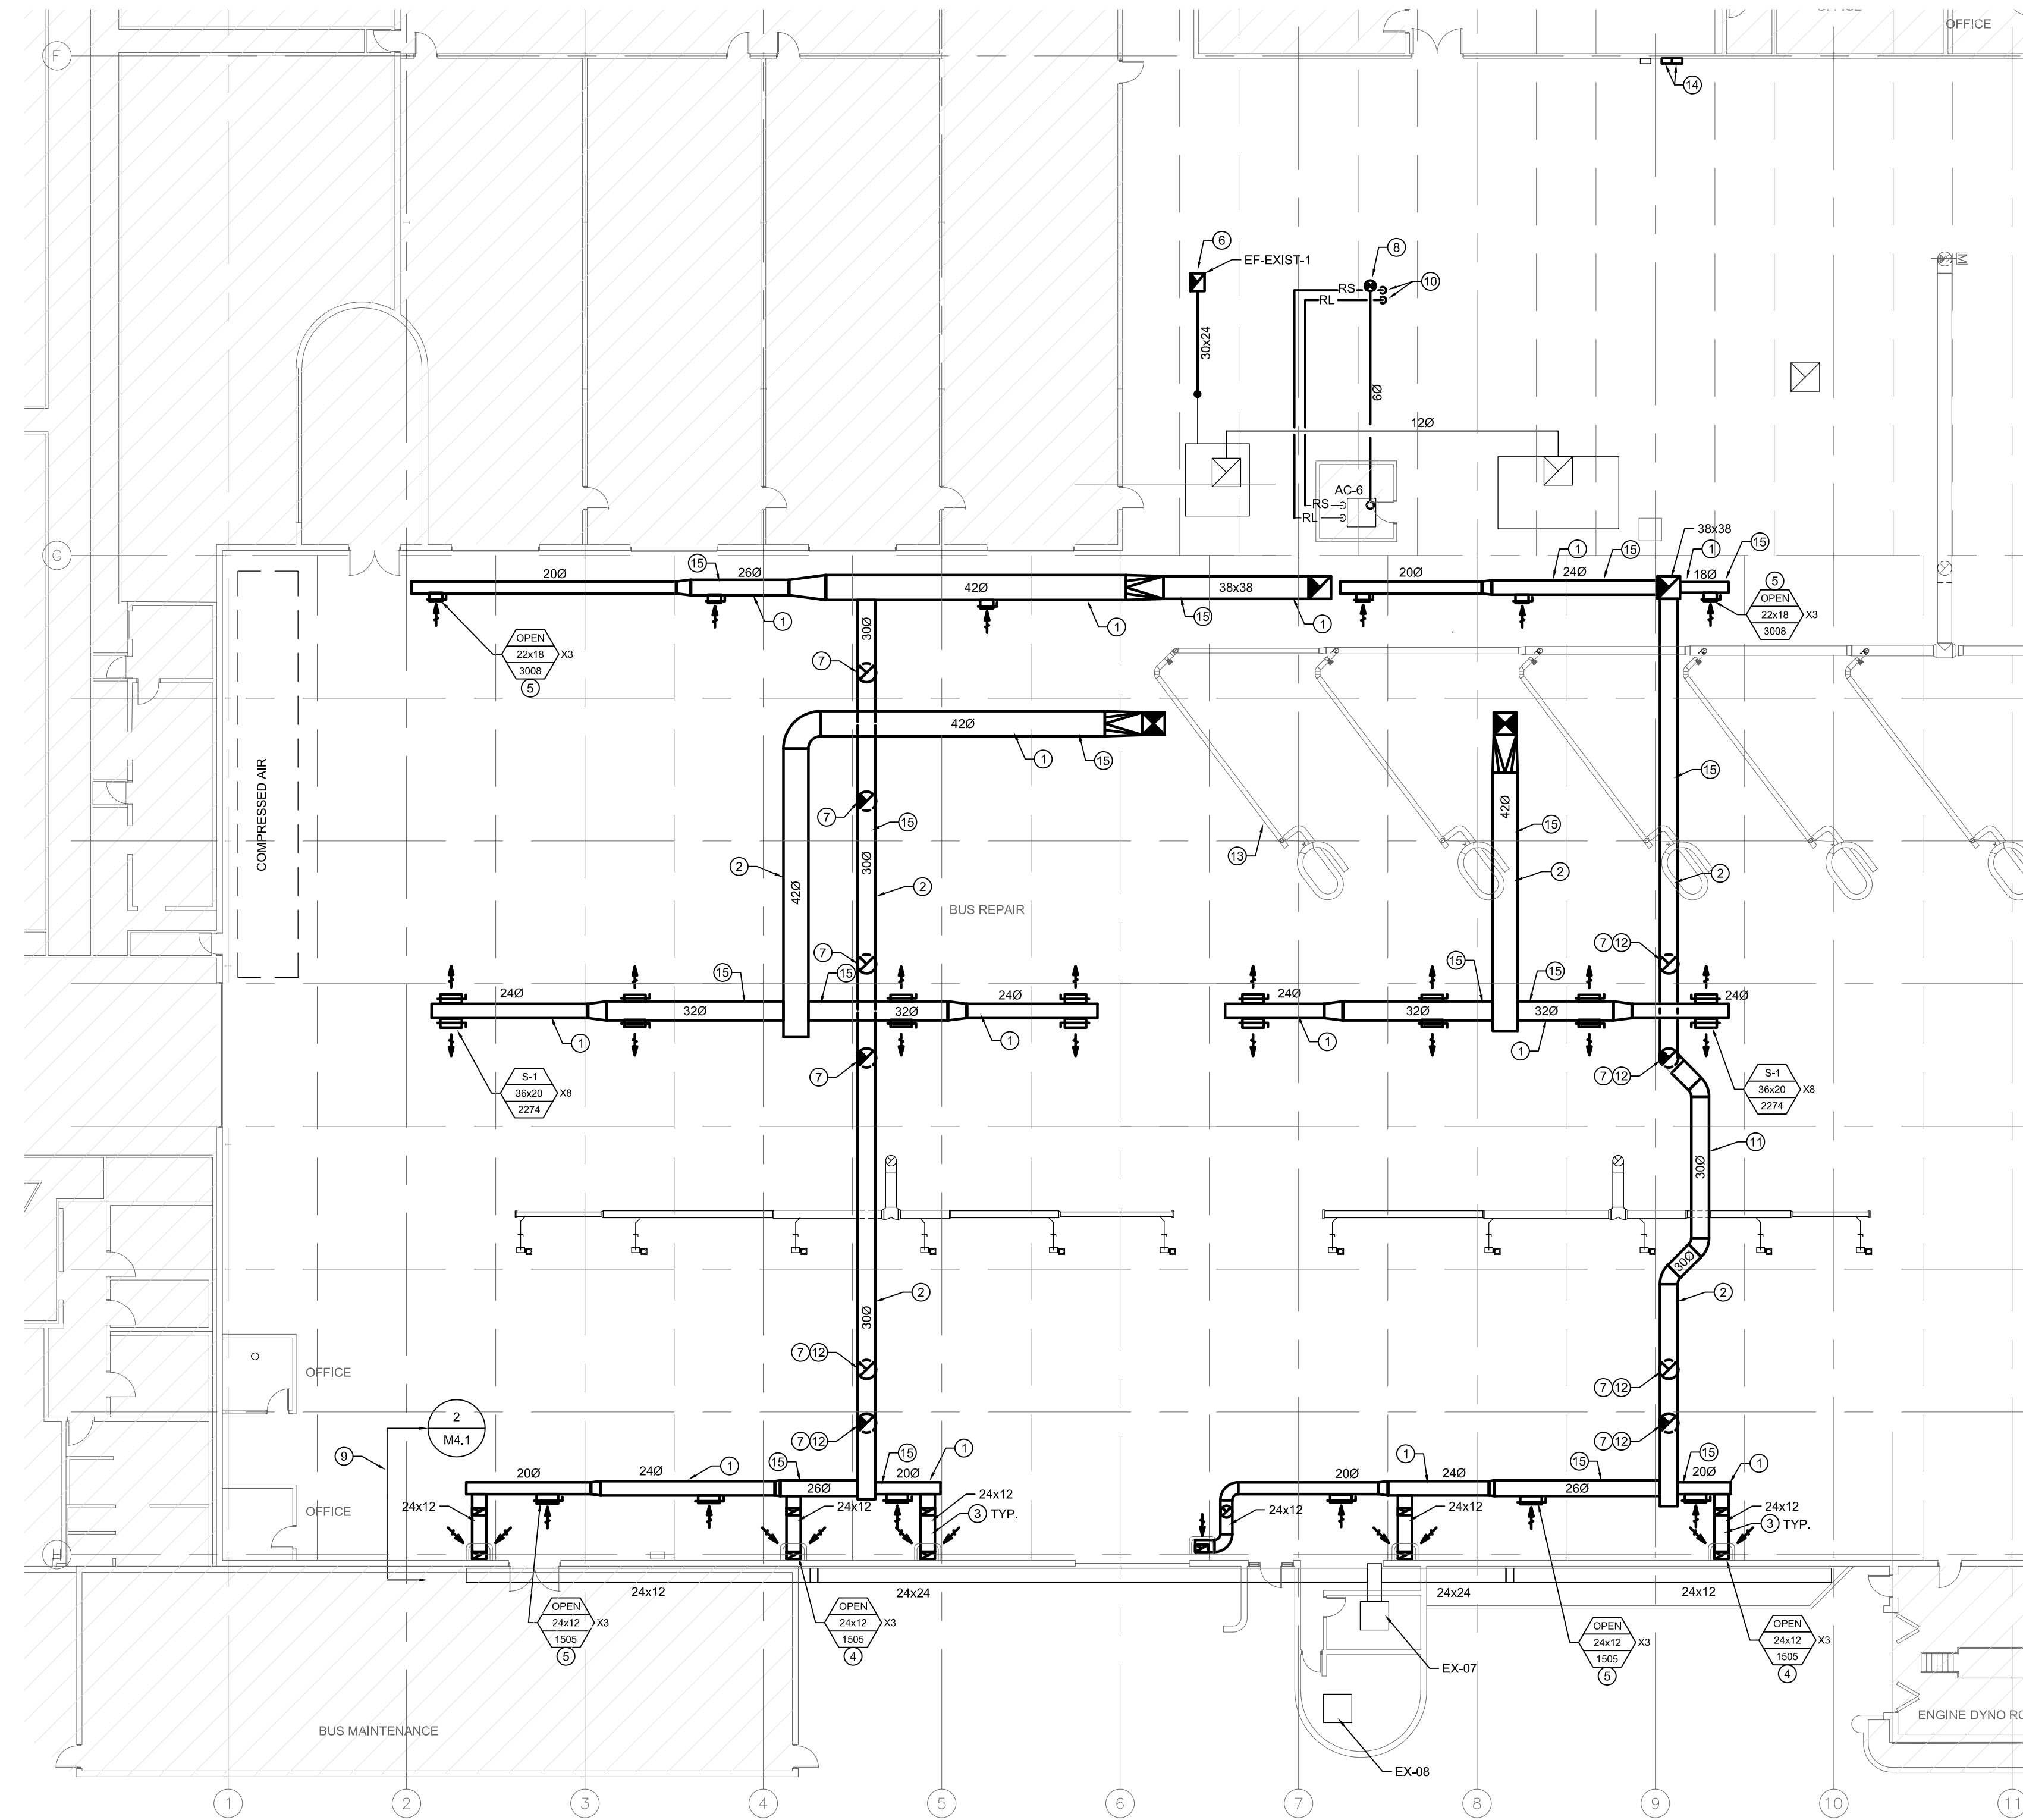 OFFICE
F
14
6
EF-EXIST-1
8
RS
RL
10
30x24
6Ø
12Ø
AC-6
RS
RL
38x38
G
15
20Ø
26Ø
42Ø
38x38
1
1
15
1
20Ø
1
24Ø
15
1
18Ø
15
5
OPEN
22x18
3008
X3
OPEN
22x18
3008
X3
5
30Ø
7
42Ø
1
15
7
15
30Ø
2
42Ø
2
COMPRESSED AIR
BUS REPAIR
42Ø
15
2
15
2
13
7
15
15
24Ø
32Ø
32Ø
24Ø
1
1
7
S-1
36x20
2274
X8
7 12
15
15
24Ø
32Ø
32Ø
24Ø
1
1
7 12
S-1
36x20
2274
X8
11
30Ø
30Ø
2
2
30Ø
7 12
7 12
7 12
7 12
OFFICE
OFFICE
2
M4.1
9
20Ø
24Ø
1
15
26Ø
15
20Ø
1
24x12
24x12
24x12
3 TYP.
20Ø
1
24Ø
15
26Ø
15
20Ø
1
24x12
24x12
24x12
3 TYP.
H
24x12
24x24
24x24
24x12
OPEN
24x12
1505
X3
5
OPEN
24x12
1505
X3
4
OPEN
24x12
1505
X3
5
OPEN
24x12
1505
X3
4
EX-07
EX-08
BUS MAINTENANCE
ENGINE DYNO
1
2
3
4
5
6
7
8
9
10
11